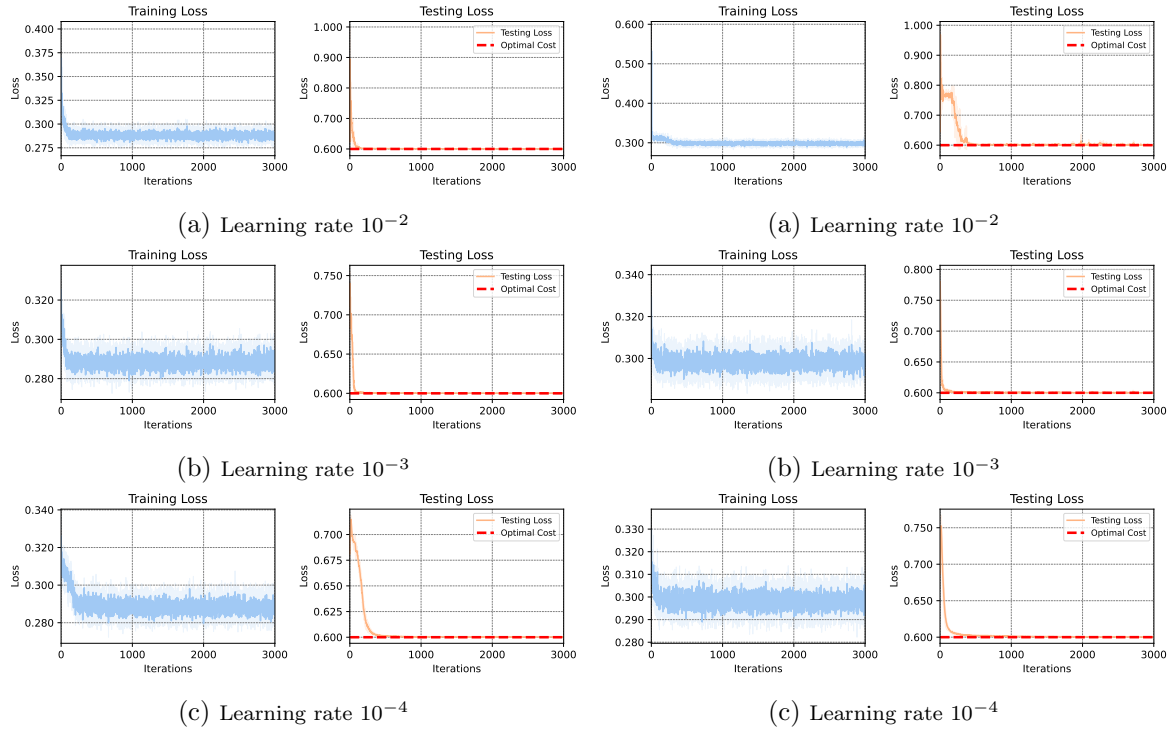 Training Loss
Testing Loss
Training Loss
Testing Loss
0.400
0.375
0.350
0.325
0.300
0.275
Loss
0
1000
2000
3000
Iterations
1.000
0.900
0.800
0.700
0.600
Testing Loss
Optimal Cost
0
1000
2000
3000
Iterations
0.600
0.500
0.400
0.300
Loss
0
1000
2000
3000
Iterations
1.000
0.900
0.800
0.700
0.600
Testing Loss
Optimal Cost
0
1000
2000
3000
Iterations
(a) Learning rate 10⁻²
(a) Learning rate 10⁻²
Training Loss
Testing Loss
Training Loss
Testing Loss
0.320
0.300
0.280
Loss
0
1000
2000
3000
Iterations
0.750
0.700
0.650
0.600
Testing Loss
Optimal Cost
0
1000
2000
3000
Iterations
0.340
0.320
0.300
Loss
0
1000
2000
3000
Iterations
0.800
0.750
0.700
0.650
0.600
Testing Loss
Optimal Cost
0
1000
2000
3000
Iterations
(b) Learning rate 10⁻³
(b) Learning rate 10⁻³
Training Loss
Testing Loss
Training Loss
Testing Loss
0.340
0.320
0.300
0.280
Loss
0
1000
2000
3000
Iterations
0.700
0.675
0.650
0.625
0.600
Testing Loss
Optimal Cost
0
1000
2000
3000
Iterations
0.330
0.320
0.310
0.300
0.290
0.280
Loss
0
1000
2000
3000
Iterations
0.750
0.700
0.650
0.600
Testing Loss
Optimal Cost
0
1000
2000
3000
Iterations
(c) Learning rate 10⁻⁴
(c) Learning rate 10⁻⁴